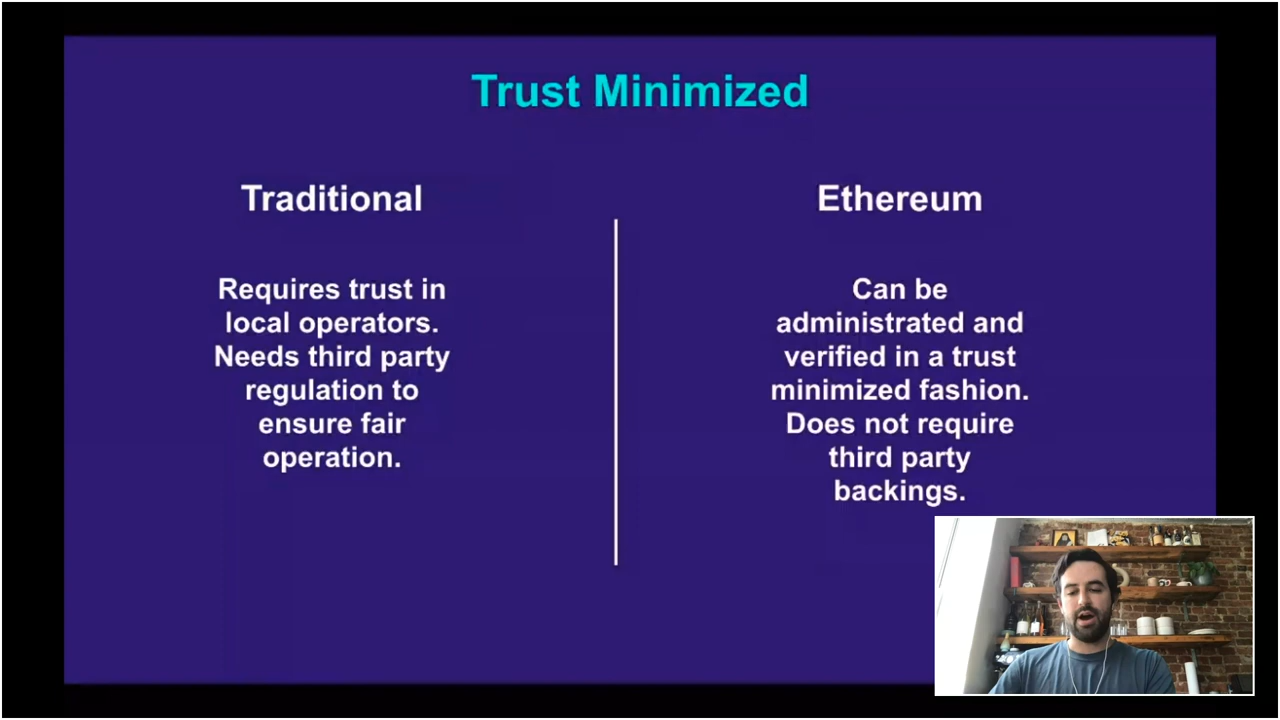 Trust Minimized
Traditional
Requires trust in
local operators.
Needs third party
regulation to
ensure fair
operation.
Ethereum
Can be
administrated and
verified in a trust
minimized fashion.
Does not require
third party
backings.